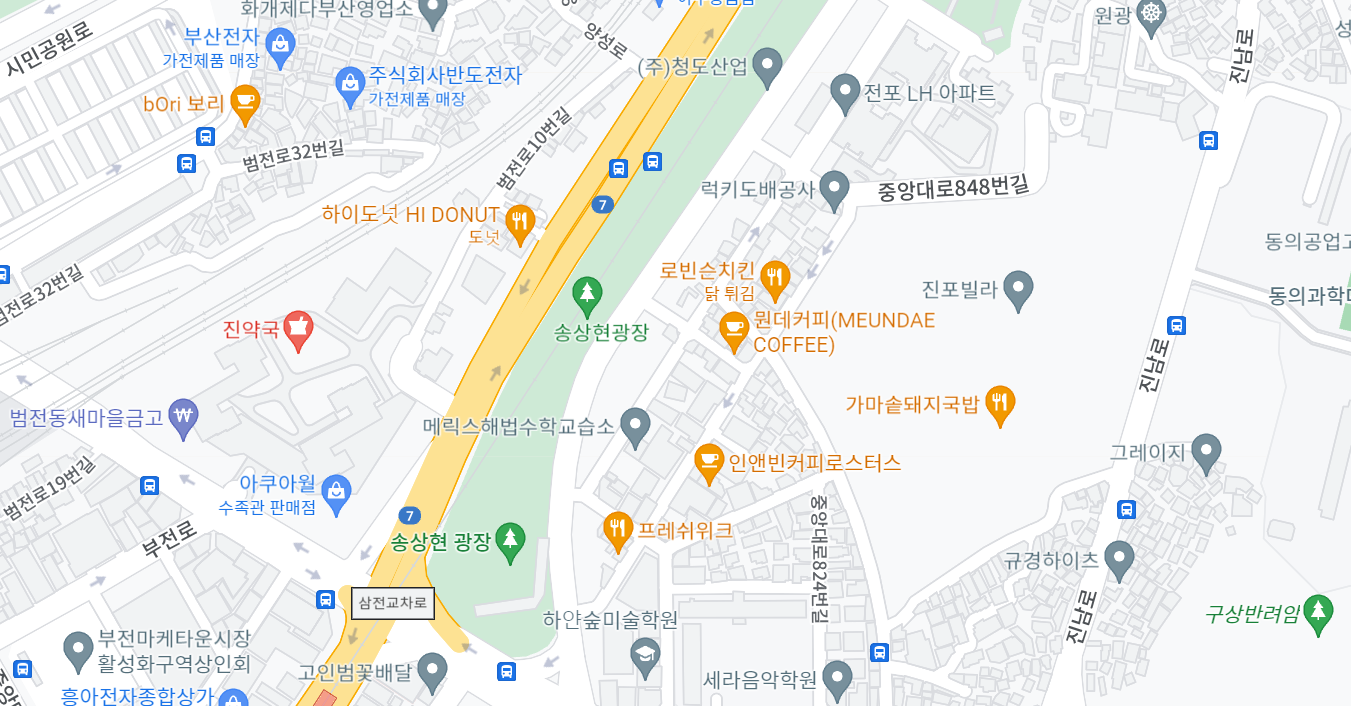 화개제다부산영업소
원광
시민공원로
부산전자
가전제품 매장
양성로
진남로
(주)청도산업
주식회사반도전자
가전제품 매장
bOri 보리
전포 LH 아파트
범전로32번길
범전로10번길
럭키도배공사
중앙대로848번길
7
하이도넛 HI DONUT
도넛
동의공업고
로빈슨치킨
닭 튀김
진포빌라
동의과학대
범전로32번길
송상현광장
뭔데커피(MEUNDAE
COFFEE)
진약국
진남로
가마솥돼지국밥
범전동새마을금고
메릭스해법수학교습소
그레이지
인앤빈커피로스터스
범전로19번길
아쿠아월
수족관 판매점
7
중앙대로824번길
부전로
송상현 광장
프레쉬위크
규경하이츠
삼전교차로
진남로
구상반려암
하얀숲미술학원
부전마케타운시장
활성화구역상인회
고인범꽃배달
세라음악학원
흥아전자종합상가